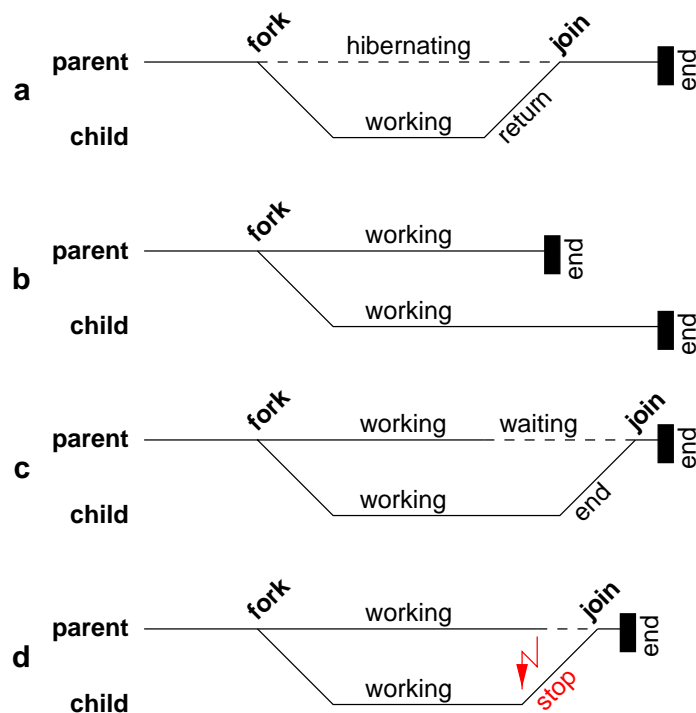 fork
join
hibernating
parent
end
a
working
return
child
fork
working
parent
end
b
working
child
end
fork
join
working
waiting
parent
end
c
working
end
child
fork
join
working
parent
end
d
working
stop
child